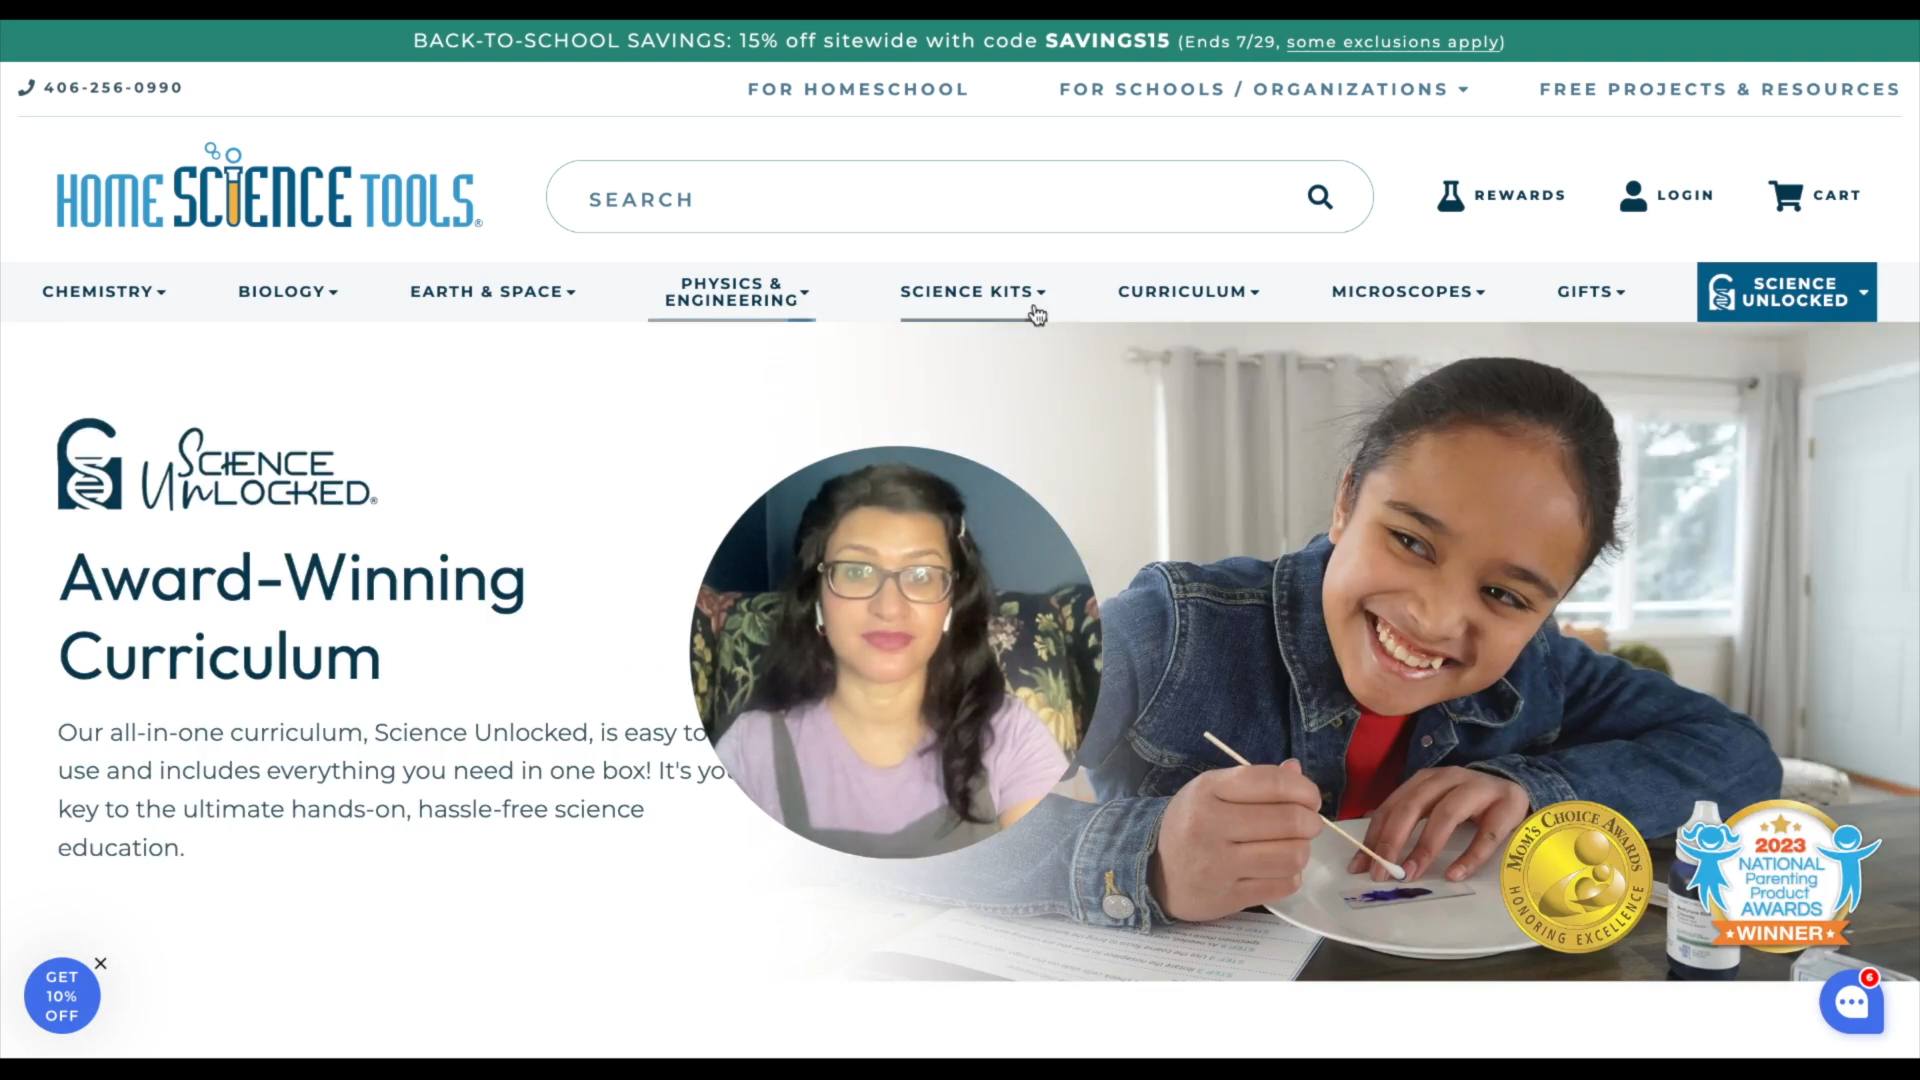 BACK-TO-SCHOOL SAVINGS: 15% off sitewide with code SAVINGS15 (Ends 7/29, some exclusions apply)
406-256-0990
FOR HOMESCHOOL
FOR SCHOOLS / ORGANIZATIONS
FREE PROJECTS & RESOURCES
HOME SCIENCE TOOLS®
SEARCH
REWARDS
LOGIN
CART
CHEMISTRY
BIOLOGY
EARTH & SPACE
PHYSICS &
ENGINEERING
SCIENCE KITS
CURRICULUM
MICROSCOPES
GIFTS
SCIENCE
UNLOCKED
SCIENCE
UNLOCKED®
Award-Winning
Curriculum
Our all-in-one curriculum, Science Unlocked, is easy to
use and includes everything you need in one box! It's
key to the ultimate hands-on, hassle-free science
education.
MOM'S CHOICE AWARDS
HONORING EXCELLENCE
2023
NATIONAL
Parenting
Product
AWARDS
WINNER
GET
10%
OFF
6